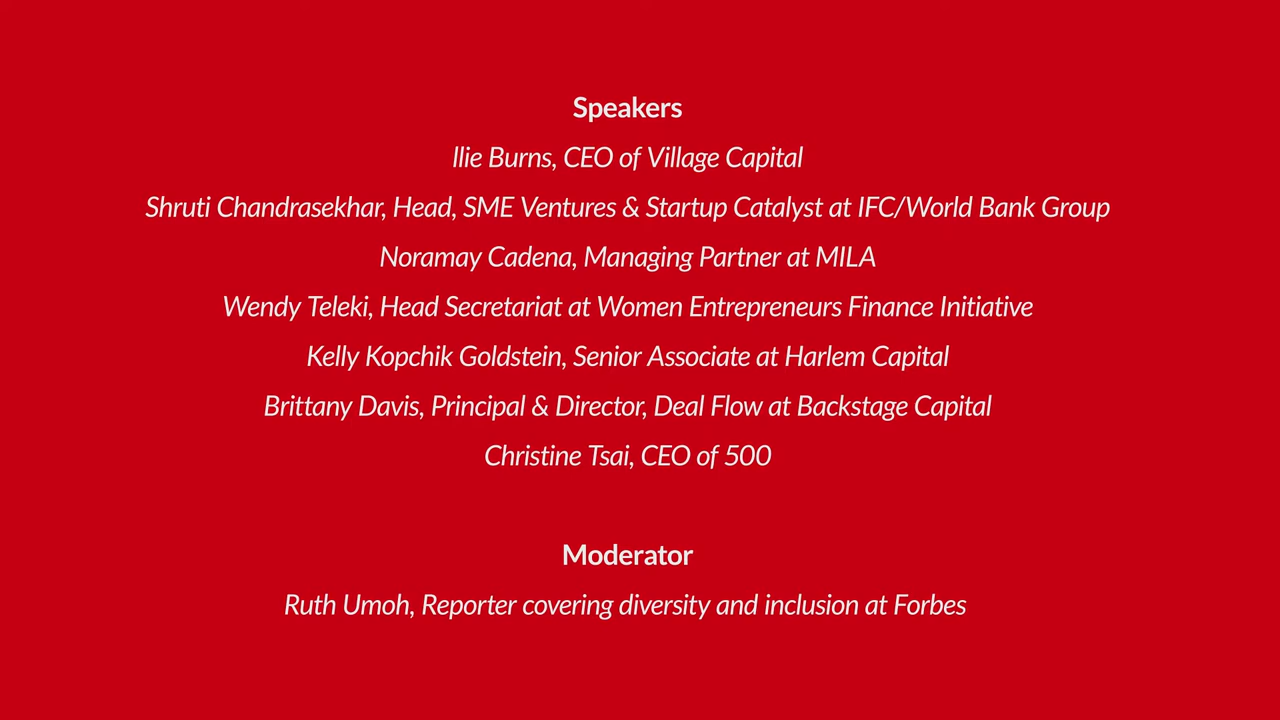 Speakers
llie Burns, CEO of Village Capital
Shruti Chandrasekhar, Head, SME Ventures & Startup Catalyst at IFC/World Bank Group
Noramay Cadena, Managing Partner at MILA
Wendy Teleki, Head Secretariat at Women Entrepreneurs Finance Initiative
Kelly Kopchik Goldstein, Senior Associate at Harlem Capital
Brittany Davis, Principal & Director, Deal Flow at Backstage Capital
Christine Tsai, CEO of 500
Moderator
Ruth Umoh, Reporter covering diversity and inclusion at Forbes